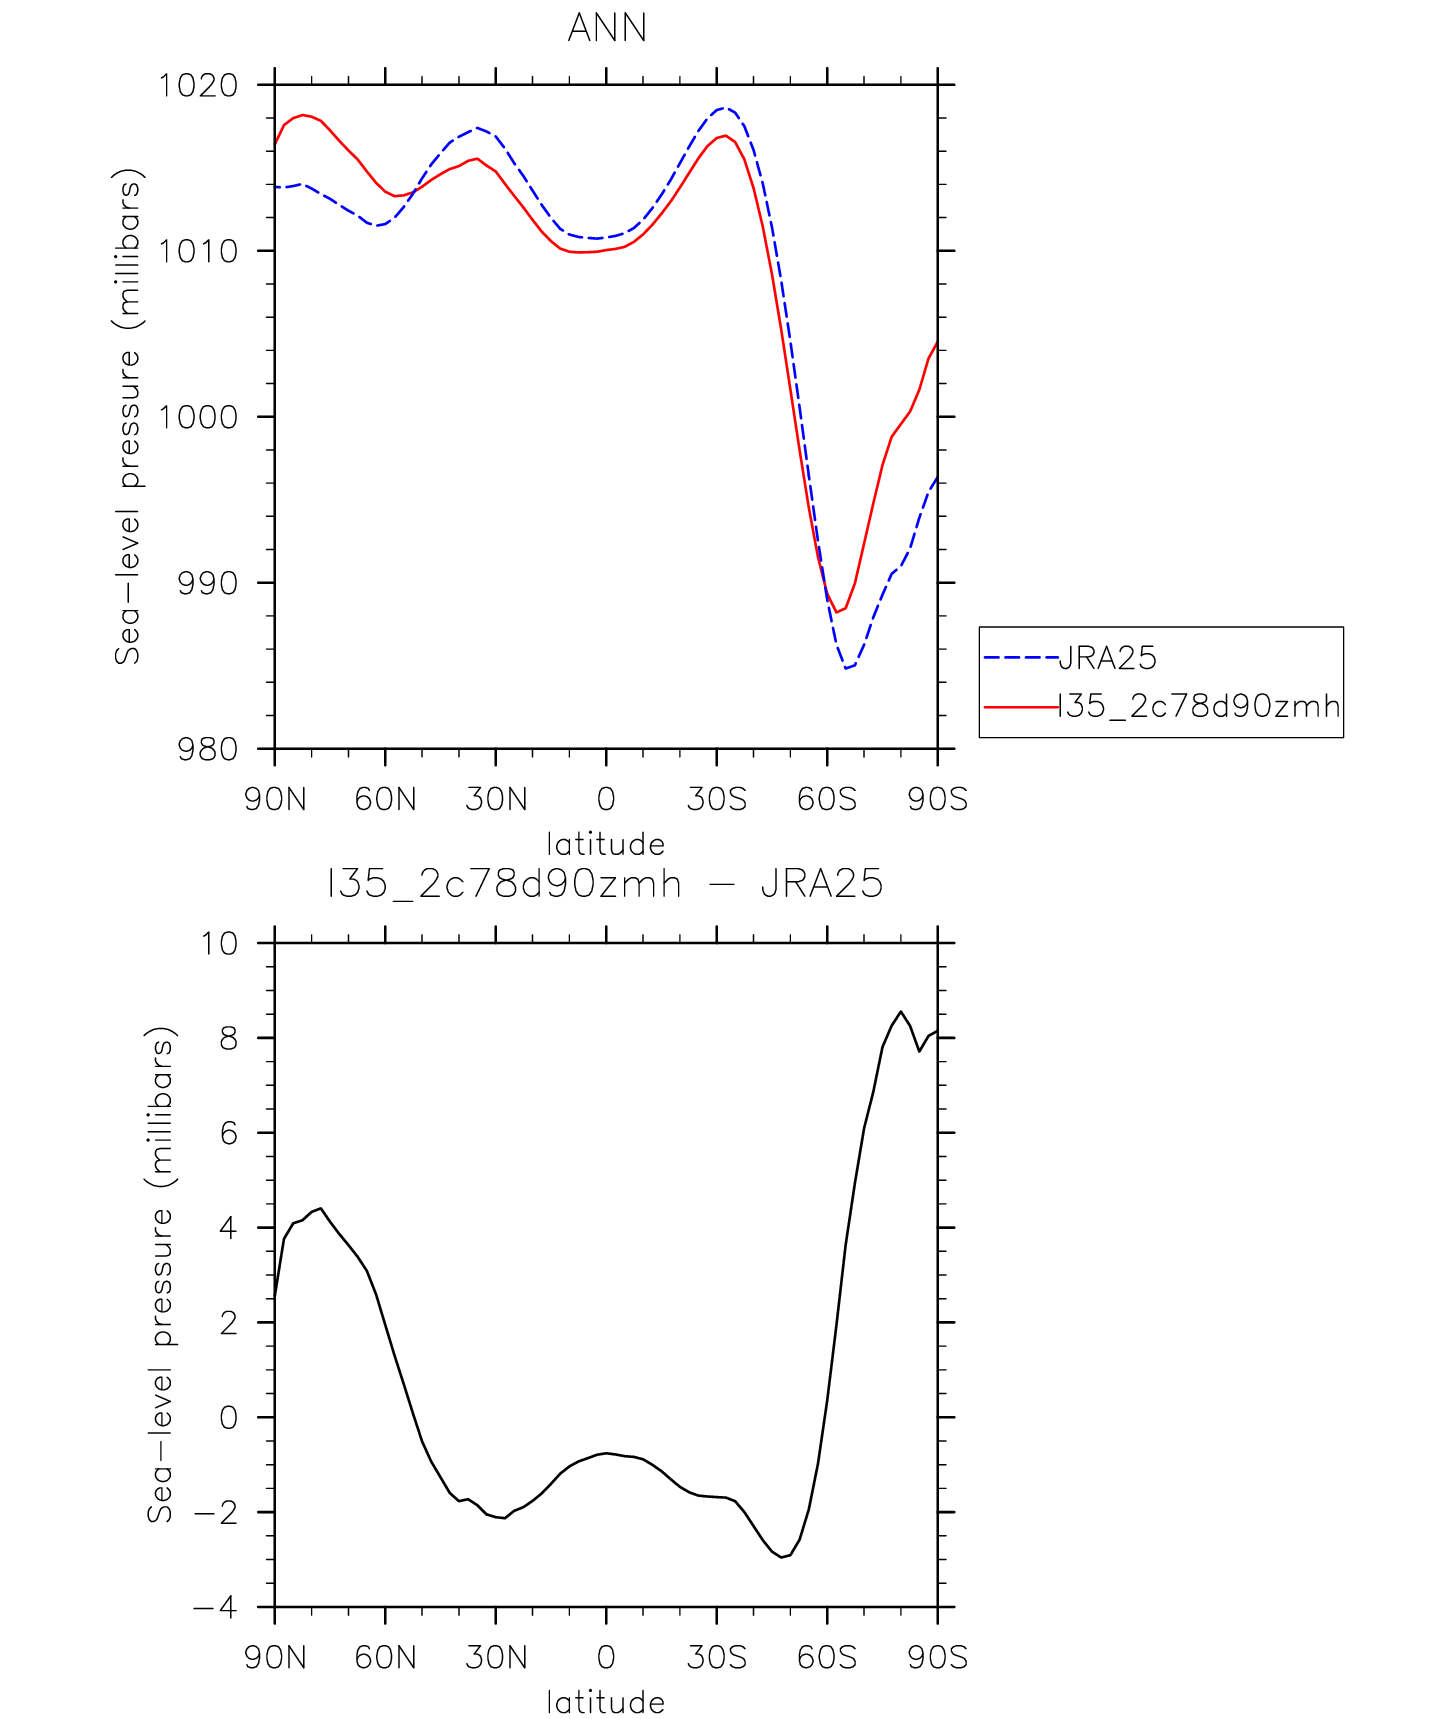 ANN
Sea-level pressure (millibars)
1020
1010
1000
990
980
90N 60N 30N 0 30S 60S 90S
latitude
JRA25
I35_2c78d90zmh
I35_2c78d90zmh - JRA25
Sea-level pressure (millibars)
10
8
6
4
2
0
-2
-4
90N 60N 30N 0 30S 60S 90S
latitude